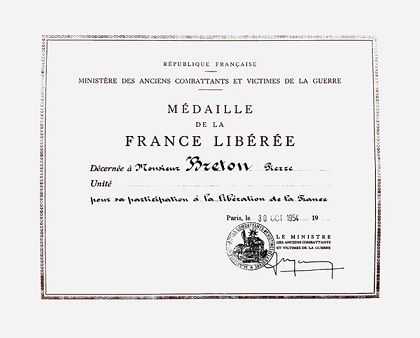 RÉPUBLIQUE FRANÇAISE
MINISTÈRE DES ANCIENS COMBATTANTS ET VICTIMES DE LA GUERRE
MÉDAILLE
DE LA
FRANCE LIBÉRÉE
Décernée à Monsieur Breton Pierre
Unité
pour sa participation à la libération de la France
Paris, le 30 OCT 1954 19
LE MINISTRE
DES ANCIENS COMBATTANTS
ET VICTIMES DE LA GUERRE